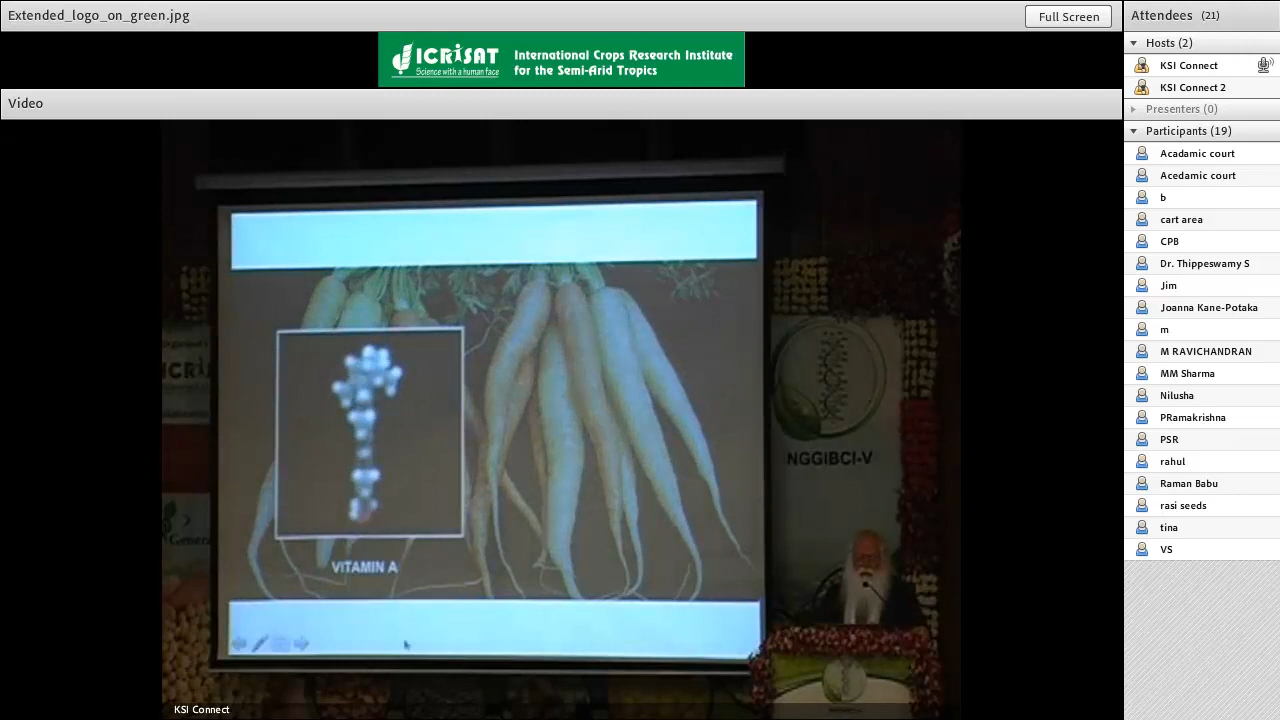 Extended_logo_on_green.jpg
Full Screen
ICRISAT
Science with a human face
International Crops Research Institute
for the Semi-Arid Tropics
Video
VITAMIN A
NGGIBCI-V
KSI Connect
Attendees (21)
Hosts (2)
KSI Connect
KSI Connect 2
Presenters (0)
Participants (19)
Acadamic court
Acedamic court
b
cart area
CPB
Dr. Thippeswamy S
Jim
Joanna Kane-Potaka
m
M RAVICHANDRAN
MM Sharma
Nilusha
PRamakrishna
PSR
rahul
Raman Babu
rasi seeds
tina
VS